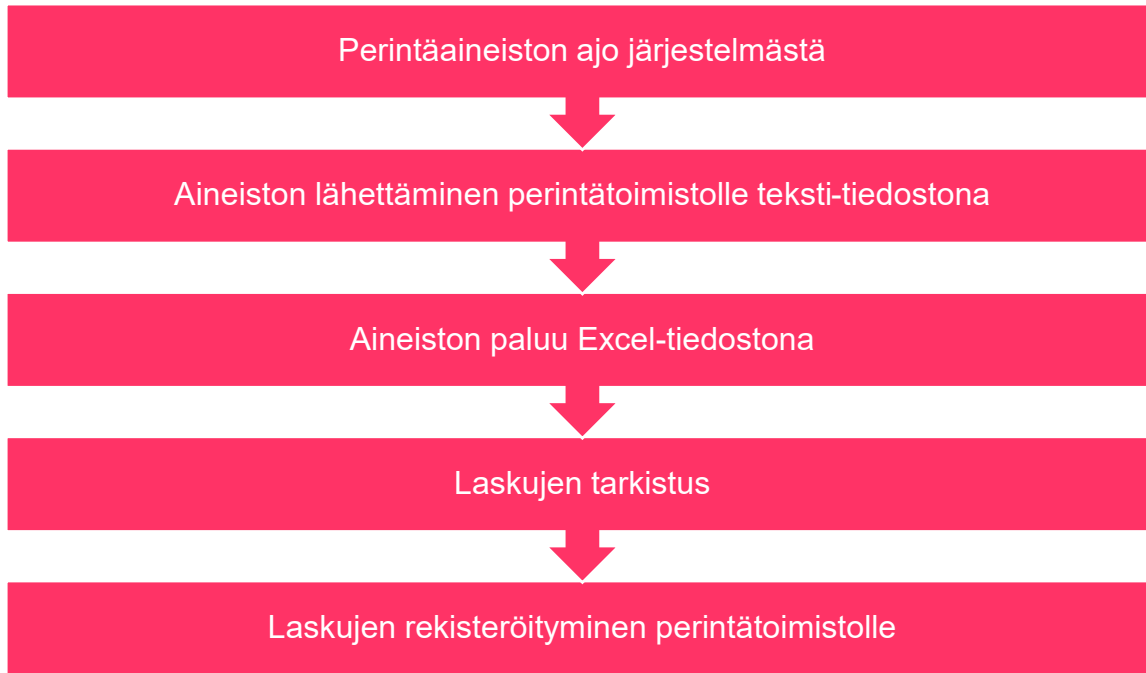 Perintäaineiston ajo järjestelmästä
Aineiston lähettäminen perintätoimistolle teksti-tiedostona
Aineiston paluu Excel-tiedostona
Laskujen tarkistus
Laskujen rekisteröityminen perintätoimistolle